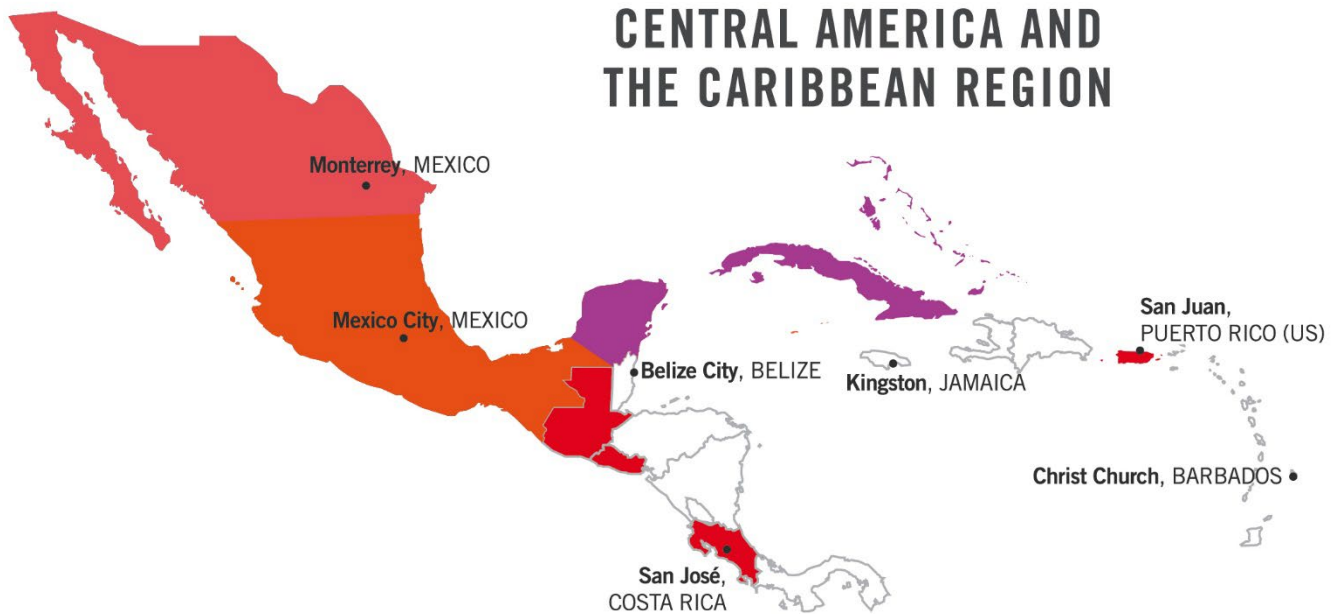 CENTRAL AMERICA AND
THE CARIBBEAN REGION
Monterrey, MEXICO
Mexico City, MEXICO
San Juan,
PUERTO RICO (US)
Belize City, BELIZE
Kingston, JAMAICA
Christ Church, BARBADOS
San José,
COSTA RICA